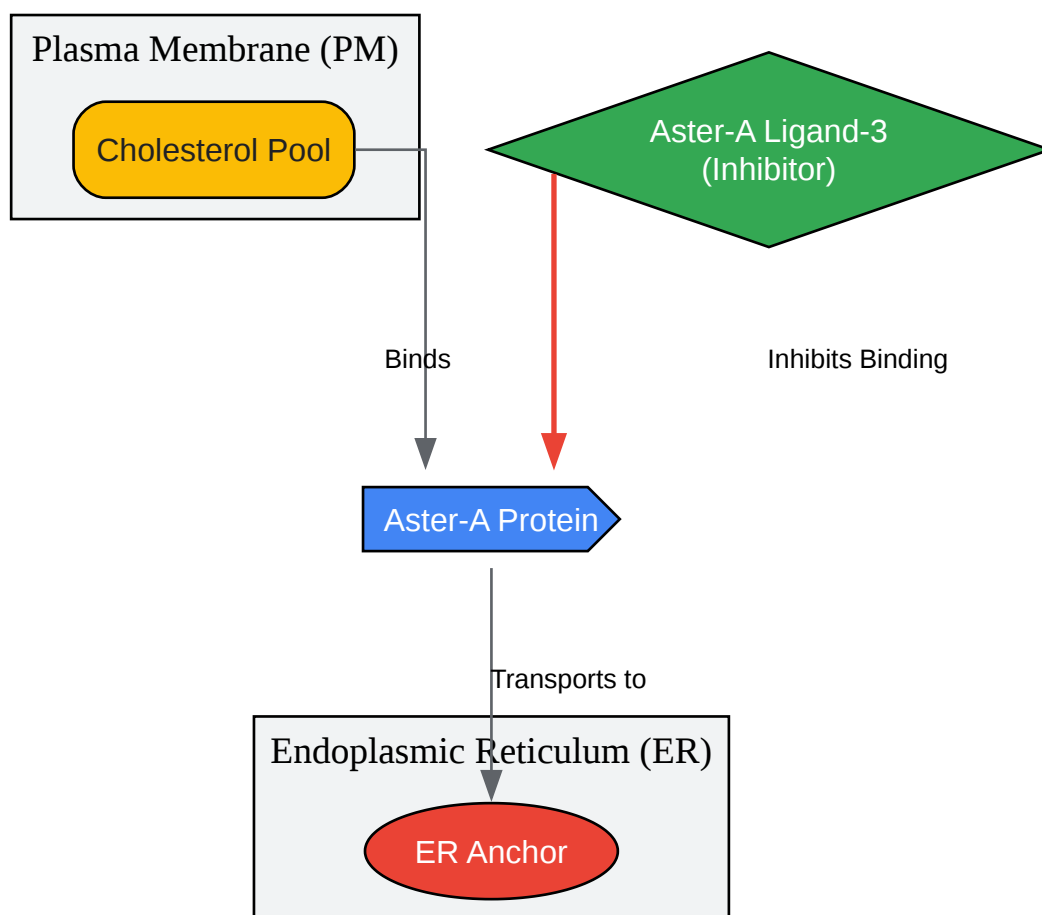 Plasma Membrane (PM)
Cholesterol Pool
Aster-A Ligand-3
(Inhibitor)
Binds
Inhibits Binding
Aster-A Protein
Transports to
Endoplasmic Reticulum (ER)
ER Anchor